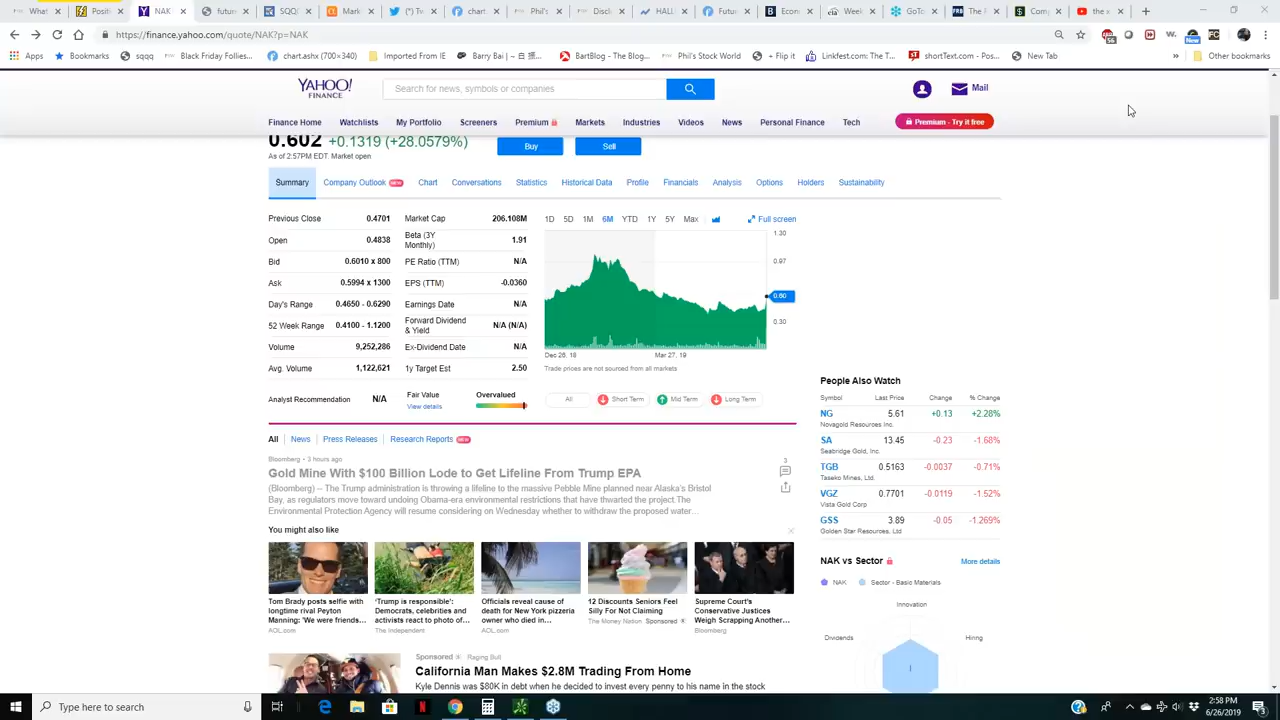 Posit
NAK
Futur
Phil's
Phil's
HALLI
Futur
Econ
Week
GoTo
Futur
Com
the v
https://finance.yahoo.com/quote/NAK?p=NAK
Apps
Bookmarks
sqqq
Black Friday Follies...
chart.ashx (700×340)
Imported From IE
Barry Bai | ~
BartBlog - The Blog...
Phil's Stock World
+ Flip it
Linkfest.com: The T...
shortText.com - Po...
New Tab
»
Other bookmarks
YAHOO!
FINANCE
Search for news, symbols or companies
Mail
Finance Home
Watchlists
My Portfolio
Screeners
Premium
Markets
Industries
Videos
News
Personal Finance
Tech
Premium - Try it free
0.602 +0.1319 (+28.0579%)
As of 2:57PM EDT. Market open
Buy
Sell
Summary
Company Outlook NEW
Chart
Conversations
Statistics
Historical Data
Profile
Financials
Analysis
Options
Holders
Sustainability
Previous Close 0.4701
Open 0.4838
Bid 0.6010 x 800
Ask 0.5994 x 1300
Day's Range 0.4650 - 0.6290
52 Week Range 0.4100 - 1.1200
Volume 9,252,286
Avg. Volume 1,122,621
Market Cap 206.108M
Beta (3Y
Monthly) 1.91
PE Ratio (TTM) N/A
EPS (TTM) -0.0360
Earnings Date N/A
Forward Dividend
& Yield N/A (N/A)
Ex-Dividend Date N/A
1y Target Est 2.50
1D 5D 1M 6M YTD 1Y 5Y Max
Full screen
1.30
0.97
0.60
0.30
Dec 26, 18
Mar 27, 19
Trade prices are not sourced from all markets
Analyst Recommendation N/A
Fair Value
View details
Overvalued
All
Short Term
Mid Term
Long Term
All
News
Press Releases
Research Reports NEW
Bloomberg • 3 hours ago
Gold Mine With $100 Billion Lode to Get Lifeline From Trump EPA
(Bloomberg) -- The Trump administration is throwing a lifeline to the massive Pebble Mine planned near Alaska's Bristol
Bay, as regulators move toward undoing Obama-era environmental restrictions that have thwarted the project.The
Environmental Protection Agency will resume considering on Wednesday whether to withdraw the proposed water...
3
You might also like
Tom Brady posts selfie with
longtime rival Peyton
Manning: 'We were friends...
AOL.com
'Trump is responsible':
Democrats, celebrities and
activists react to photo of...
The Independent
Officials reveal cause of
death for New York pizzeria
owner who died in...
AOL.com
12 Discounts Seniors Feel
Silly For Not Claiming
The Money Nation Sponsored
Supreme Court's
Conservative Justices
Weigh Scrapping Another...
Bloomberg
Sponsored Raging Bull
California Man Makes $2.8M Trading From Home
Kyle Dennis was $80K in debt when he decided to invest every penny to his name in the stock
People Also Watch
Symbol Last Price Change % Change
NG 5.61 +0.13 +2.28%
Novagold Resources Inc.
SA 13.45 -0.23 -1.68%
Seabridge Gold, Inc.
TGB 0.5163 -0.0037 -0.71%
Taseko Mines, Ltd.
VGZ 0.7701 -0.0119 -1.52%
Vista Gold Corp
GSS 3.89 -0.05 -1.269%
Golden Star Resources, Ltd
NAK vs Sector
More details
NAK
Sector - Basic Materials
Innovation
Dividends
Hiring
Type here to search
2:58 PM
6/26/2019